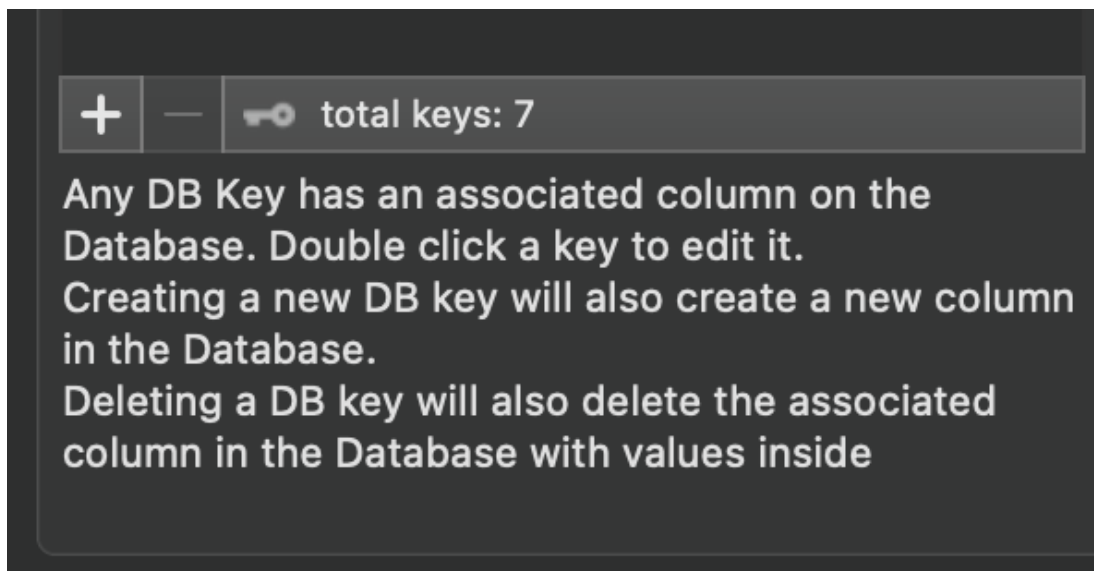 total keys: 7
Any DB Key has an associated column on the
Database. Double click a key to edit it.
Creating a new DB key will also create a new column
in the Database.
Deleting a DB key will also delete the associated
column in the Database with values inside